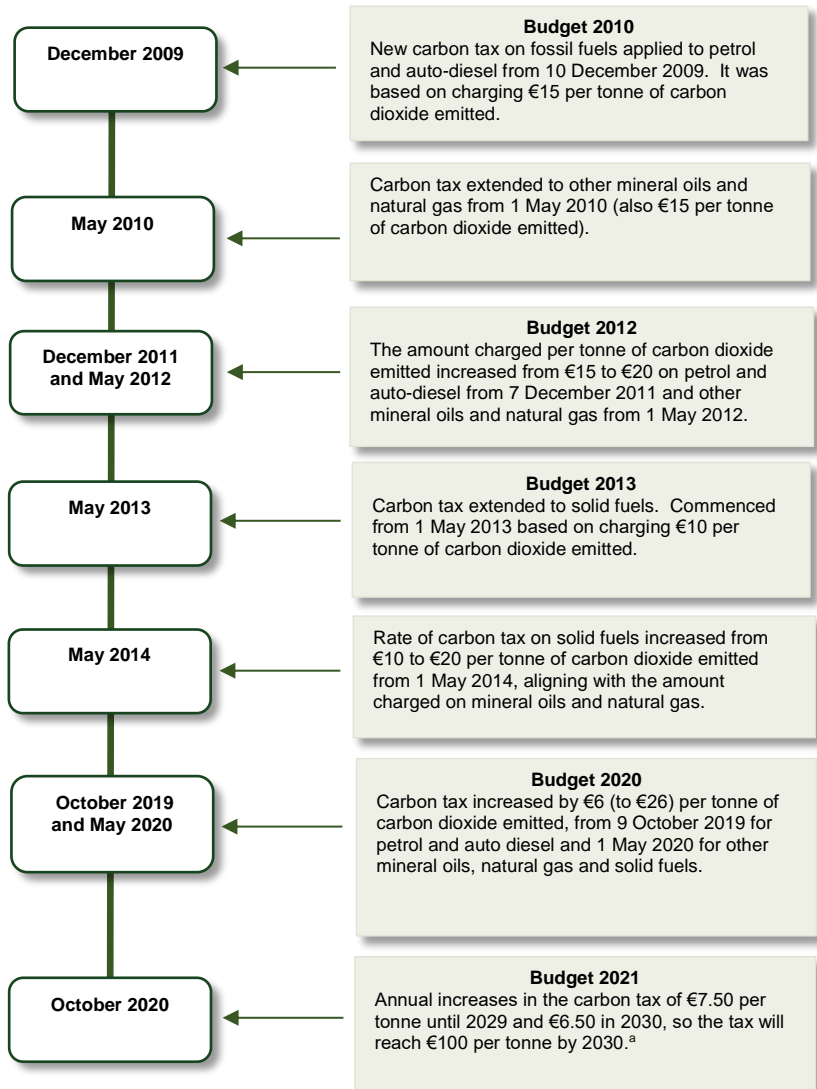 December 2009
Budget 2010
New carbon tax on fossil fuels applied to petrol
and auto-diesel from 10 December 2009.  It was
based on charging €15 per tonne of carbon
dioxide emitted.
May 2010
Carbon tax extended to other mineral oils and
natural gas from 1 May 2010 (also €15 per tonne
of carbon dioxide emitted).
December 2011
and May 2012
Budget 2012
The amount charged per tonne of carbon dioxide
emitted increased from €15 to €20 on petrol and
auto-diesel from 7 December 2011 and other
mineral oils and natural gas from 1 May 2012.
May 2013
Budget 2013
Carbon tax extended to solid fuels.  Commenced
from 1 May 2013 based on charging €10 per
tonne of carbon dioxide emitted.
May 2014
Rate of carbon tax on solid fuels increased from
€10 to €20 per tonne of carbon dioxide emitted
from 1 May 2014, aligning with the amount
charged on mineral oils and natural gas.
October 2019
and May 2020
Budget 2020
Carbon tax increased by €6 (to €26) per tonne of
carbon dioxide emitted, from 9 October 2019 for
petrol and auto diesel and 1 May 2020 for other
mineral oils, natural gas and solid fuels.
October 2020
Budget 2021
Annual increases in the carbon tax of €7.50 per
tonne until 2029 and €6.50 in 2030, so the tax will
reach €100 per tonne by 2030.ª